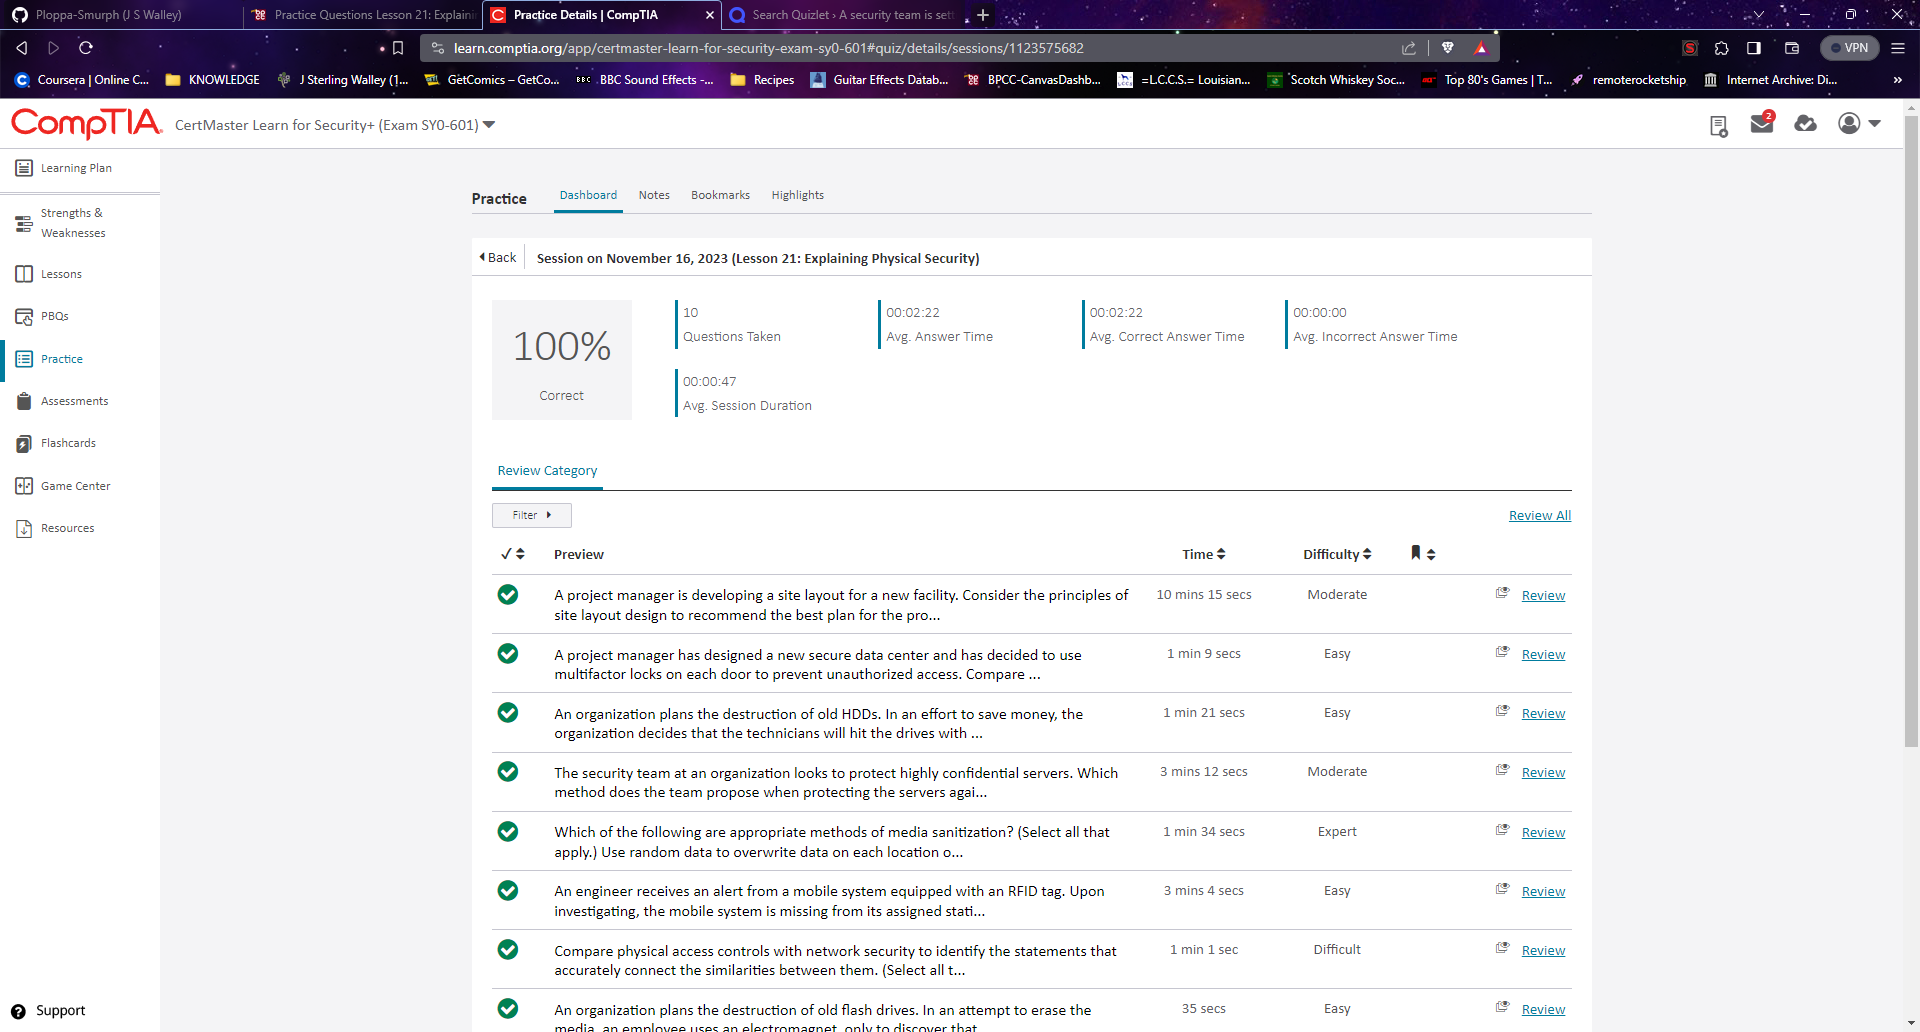 Ploppa-Smurph (J S Walley)
Practice Questions Lesson 21: Explaini
Practice Details | CompTIA
Search Quizlet › A security team is sett
learn.comptia.org/app/certmaster-learn-for-security-exam-sy0-601#quiz/details/sessions/1123575682
VPN
Coursera | Online C...
KNOWLEDGE
J Sterling Walley (1...
GetComics – GetCo...
BBC
BBC Sound Effects -...
Recipes
Guitar Effects Datab...
BPCC-CanvasDashb...
=L.C.C.S.= Louisian...
Scotch Whiskey Soc...
Top 80's Games | T...
remoterocketship
Internet Archive: Di...
CompTIA.
CertMaster Learn for Security+ (Exam SY0-601)
2
Learning Plan
Strengths &
Weaknesses
Lessons
PBQs
Practice
Assessments
Flashcards
Game Center
Resources
Support
Practice
Dashboard
Notes
Bookmarks
Highlights
Back
Session on November 16, 2023 (Lesson 21: Explaining Physical Security)
100%
Correct
10
Questions Taken
00:02:22
Avg. Answer Time
00:02:22
Avg. Correct Answer Time
00:00:00
Avg. Incorrect Answer Time
00:00:47
Avg. Session Duration
Review Category
Filter
Review All
Preview
Time
Difficulty
A project manager is developing a site layout for a new facility. Consider the principles of
site layout design to recommend the best plan for the pro...
10 mins 15 secs
Moderate
Review
A project manager has designed a new secure data center and has decided to use
multifactor locks on each door to prevent unauthorized access. Compare ...
1 min 9 secs
Easy
Review
An organization plans the destruction of old HDDs. In an effort to save money, the
organization decides that the technicians will hit the drives with ...
1 min 21 secs
Easy
Review
The security team at an organization looks to protect highly confidential servers. Which
method does the team propose when protecting the servers agai...
3 mins 12 secs
Moderate
Review
Which of the following are appropriate methods of media sanitization? (Select all that
apply.) Use random data to overwrite data on each location o...
1 min 34 secs
Expert
Review
An engineer receives an alert from a mobile system equipped with an RFID tag. Upon
investigating, the mobile system is missing from its assigned stati...
3 mins 4 secs
Easy
Review
Compare physical access controls with network security to identify the statements that
accurately connect the similarities between them. (Select all t...
1 min 1 sec
Difficult
Review
An organization plans the destruction of old flash drives. In an attempt to erase the
media, an employee uses an electromagnet, only to discover that
35 secs
Easy
Review